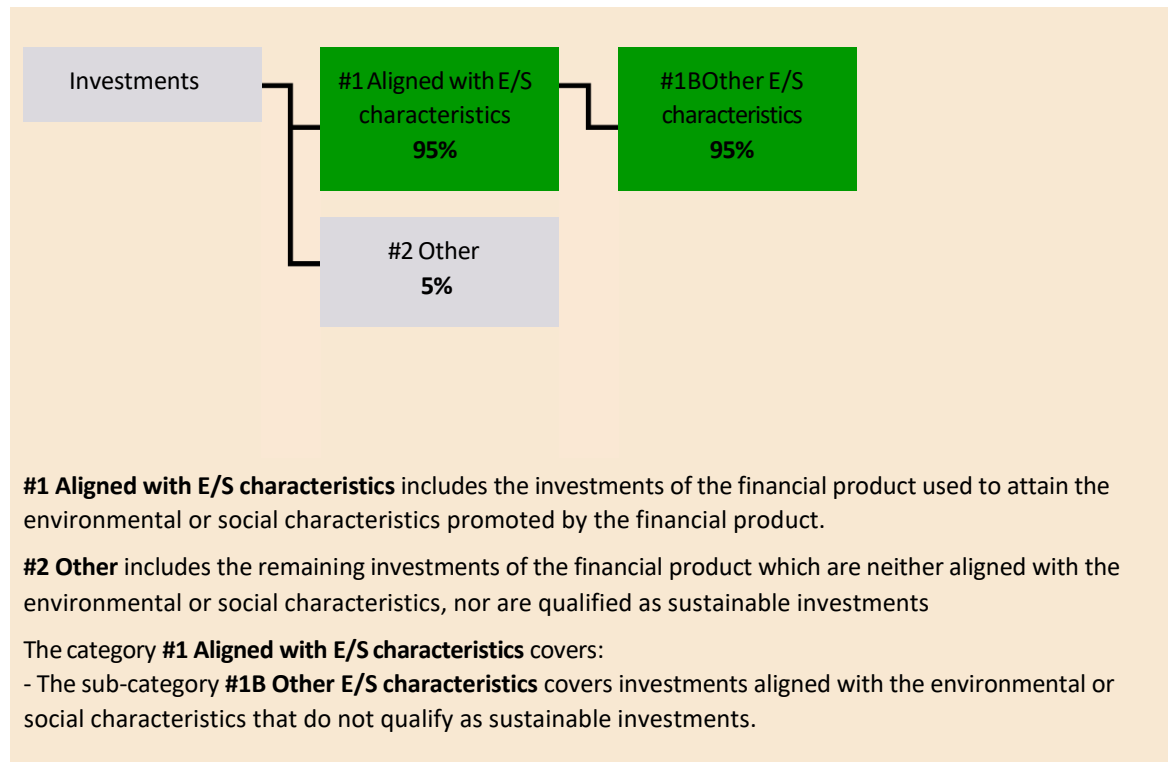 Investments
#1 Aligned with E/S
characteristics
95%
#1BOther E/S
characteristics
95%
#2 Other
5%
#1 Aligned with E/S characteristics includes the investments of the financial product used to attain the
environmental or social characteristics promoted by the financial product.
#2 Other includes the remaining investments of the financial product which are neither aligned with the
environmental or social characteristics, nor are qualified as sustainable investments
The category #1 Aligned with E/S characteristics covers:
- The sub-category #1B Other E/S characteristics covers investments aligned with the environmental or
social characteristics that do not qualify as sustainable investments.